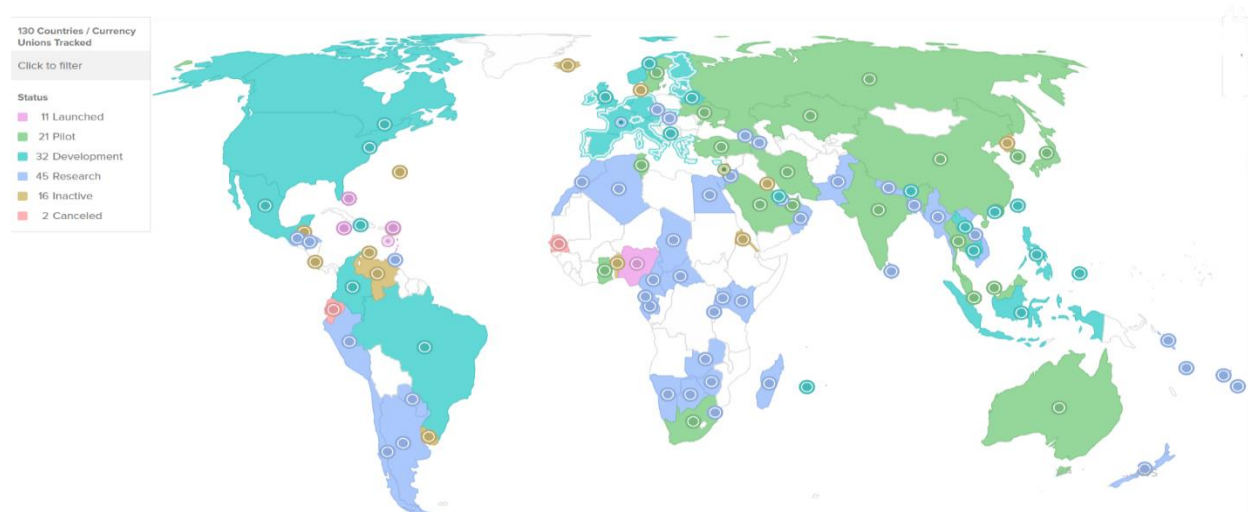 130 Countries / Currency
Unions Tracked
Click to filter
Status
11 Launched
21 Pilot
32 Development
45 Research
16 Inactive
2 Canceled